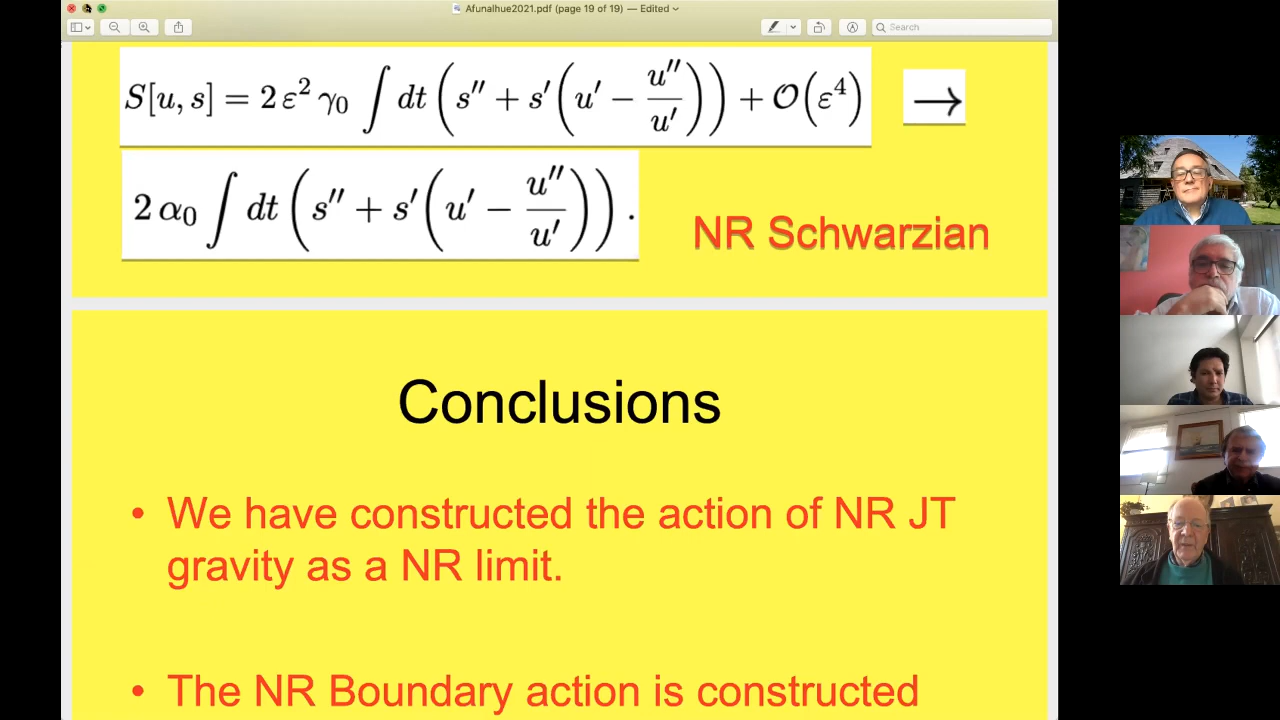 Afunalhue2021.pdf (page 19 of 19) — Edited
Search
S[u, s] = 2 ε² γ₀ ∫ dt ( s″ + s′ ( u′ − u″/u′ ) ) + 𝒪(ε⁴) →
2 α₀ ∫ dt ( s″ + s′ ( u′ − u″/u′ ) ) .
NR Schwarzian
Conclusions
• We have constructed the action of NR JT
gravity as a NR limit.
• The NR Boundary action is constructed